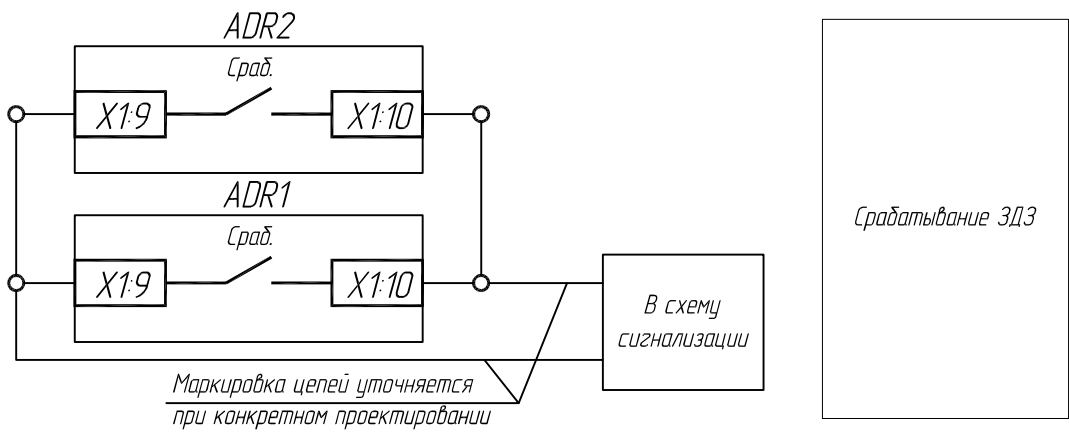 ADR2
Сраб.
X1:9
X1:10
ADR1
Сраб.
X1:9
X1:10
В схему
сигнализации
Маркировка цепей уточняется
при конкретном проектировании
Срабатывание ЗДЗ